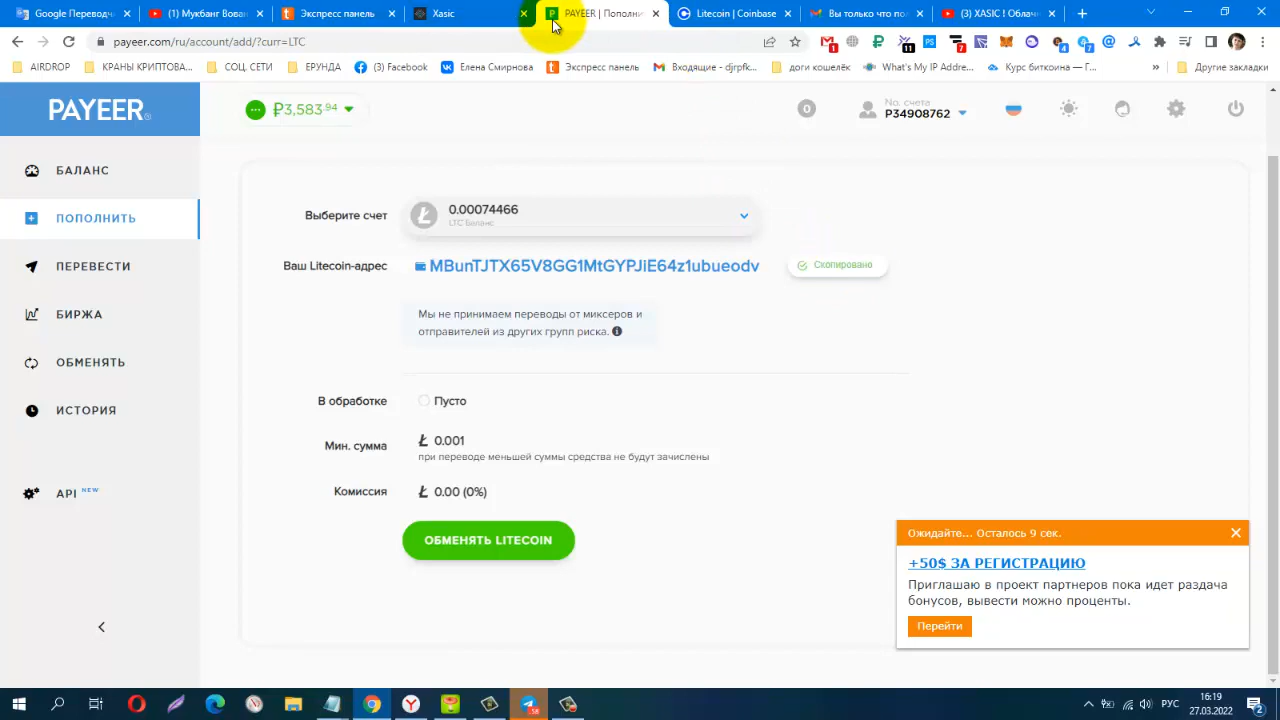 Google Переводч
(1) Мукбанг Вован
Экспресс панель
Xasic
PAYEER | Пополни
Litecoin | Coinbase
Вы только что по
(3) XASIC ! Облачн
payeer.com/ru/account/add/?curr=LTC
AIRDROP
КРАНЫ КРИПТОВА...
СОЦ. СЕТИ
ЕРУНДА
(3) Facebook
Елена Смирнова
Экспресс панель
Входящие - djrpfk...
доги кошелёк
What's My IP Addre...
Курс биткоина — Г...
»
Другие закладки
PAYEER®
₽3,583.94
0
No. счета
P34908762
БАЛАНС
ПОПОЛНИТЬ
ПЕРЕВЕСТИ
БИРЖА
ОБМЕНЯТЬ
ИСТОРИЯ
API NEW
Выберите счет
0.00074466
LTC Баланс
Ваш Litecoin-адрес
MBunTJTX65V8GG1MtGYPJiE64z1ubueodv
Скопировано
Мы не принимаем переводы от миксеров и
отправителей из других групп риска.
В обработке
Пусто
Мин. сумма
Ł 0.001
при переводе меньшей суммы средства не будут зачислены
Комиссия
Ł 0.00 (0%)
ОБМЕНЯТЬ LITECOIN
Ожидайте... Осталось 9 сек.
+50$ ЗА РЕГИСТРАЦИЮ
Приглашаю в проект партнеров пока идет раздача
бонусов, вывести можно проценты.
Перейти
РУС
16:19
27.03.2022